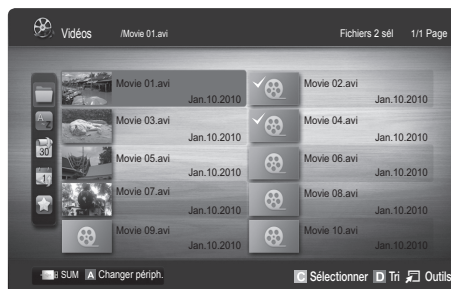 Vidéos /Movie 01.avi Fichiers 2 sél 1/1 Page
Movie 01.avi
Jan.10.2010
Movie 02.avi
Jan.10.2010
Movie 03.avi
Jan.10.2010
Movie 04.avi
Jan.10.2010
Movie 05.avi
Jan.10.2010
Movie 06.avi
Jan.10.2010
Movie 07.avi
Jan.10.2010
Movie 08.avi
Jan.10.2010
Movie 09.avi
Jan.10.2010
Movie 10.avi
Jan.10.2010
A
Z
30
1
SUM A Changer périph. C Sélectionner D Tri Outils